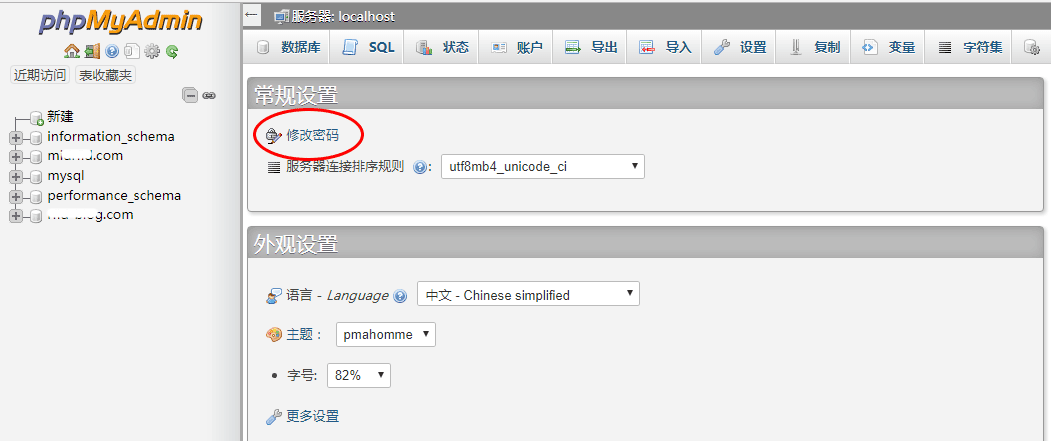 phpMyAdmin
近期访问 表收藏夹
新建
information_schema
.com
mysql
performance_schema
.com
服务器: localhost
数据库 SQL 状态 账户 导出 导入 设置 复制 变量 字符集
常规设置
修改密码
服务器连接排序规则 : utf8mb4_unicode_ci
外观设置
语言 - Language 中文 - Chinese simplified
主题： pmahomme
字号: 82%
更多设置